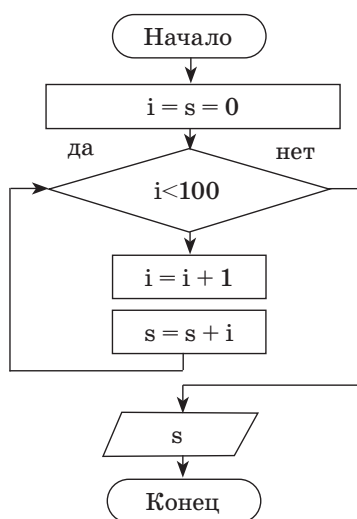 Начало
i = s = 0
да
нет
i<100
i = i + 1
s = s + i
s
Конец